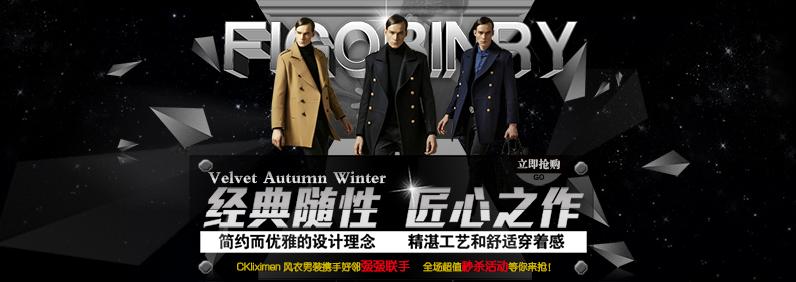 FIGOBINRY
立即抢购
GO
Velvet Autumn Winter
经典随性 匠心之作
简约而优雅的设计理念 精湛工艺和舒适穿着感
CKliximen 风衣男装携手好邻强强联手 全场超值秒杀活动等你来抢!